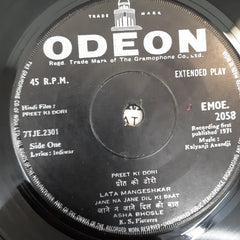 TRADE MARK
ODEON
Regd. Trade Mark of The Gramophone Co., Ltd.
45 R.P.M.
EXTENDED PLAY
Hindi Film :
PREET KI DORI
EMOE.
2058
7TJE.2301
Recording first
published 1971
Side One
Lyrics : Indiwar
Music :
Kalyanji Anandji
PREET KI DORI
प्रीत की डोरी
LATA MANGESHKAR
JANE NA JANE DIL KI BAAT
जाने न जाने दिल की बात
ASHA BHOSLE
K. S. Pictures